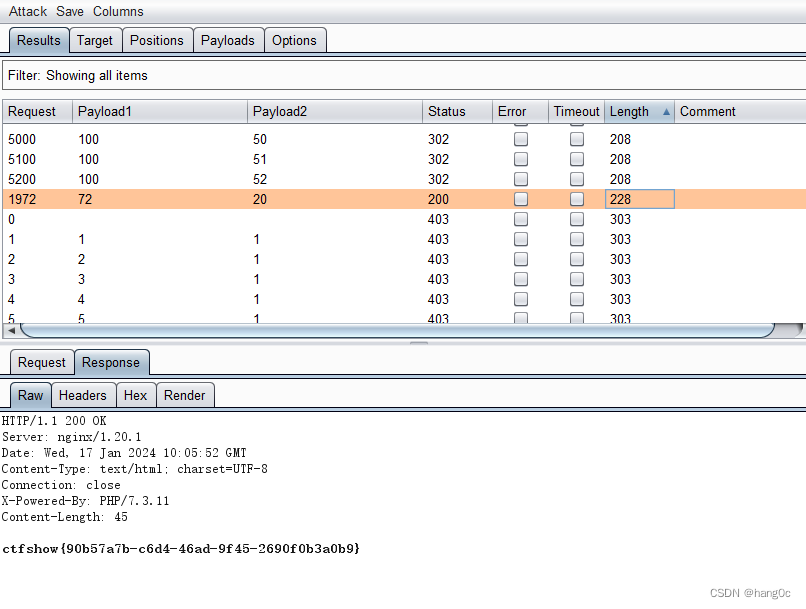 Attack Save Columns
Results Target Positions Payloads Options
Filter: Showing all items
Request Payload1 Payload2 Status Error Timeout Length Comment
5000 100 50 302 208
5100 100 51 302 208
5200 100 52 302 208
1972 72 20 200 228
0 403 303
1 1 1 403 303
2 2 1 403 303
3 3 1 403 303
4 4 1 403 303
5 5 1 403 303
Request Response
Raw Headers Hex Render
HTTP/1.1 200 OK
Server: nginx/1.20.1
Date: Wed, 17 Jan 2024 10:05:52 GMT
Content-Type: text/html; charset=UTF-8
Connection: close
X-Powered-By: PHP/7.3.11
Content-Length: 45
ctfshow{90b57a7b-c6d4-46ad-9f45-2690f0b3a0b9}
CSDN @hang0c